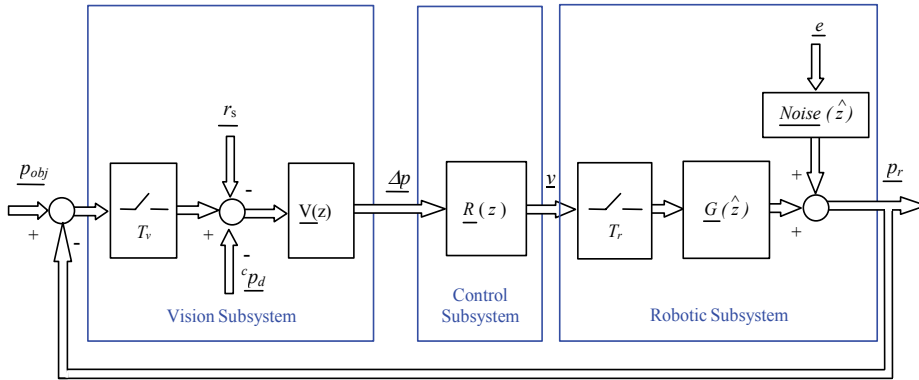 e
Noise (ẑ)
r_s
p_obj
+
-
T_v
-
+
-
^c p_d
V(z)
Δp
R (z)
v
T_r
G (ẑ)
+
+
p_r
Vision Subsystem
Control
Subsystem
Robotic Subsystem